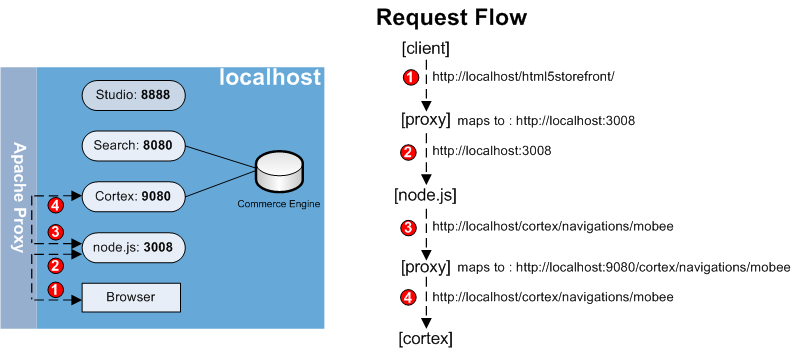 localhost
Apache Proxy
Studio: 8888
Search: 8080
Cortex: 9080
Commerce Engine
4
3
node.js: 3008
2
1
Browser
Request Flow
[client]
1 http://localhost/html5storefront/
[proxy] maps to : http://localhost:3008
2 http://localhost:3008
[node.js]
3 http://localhost/cortex/navigations/mobee
[proxy] maps to : http://localhost:9080/cortex/navigations/mobee
4 http://localhost/cortex/navigations/mobee
[cortex]